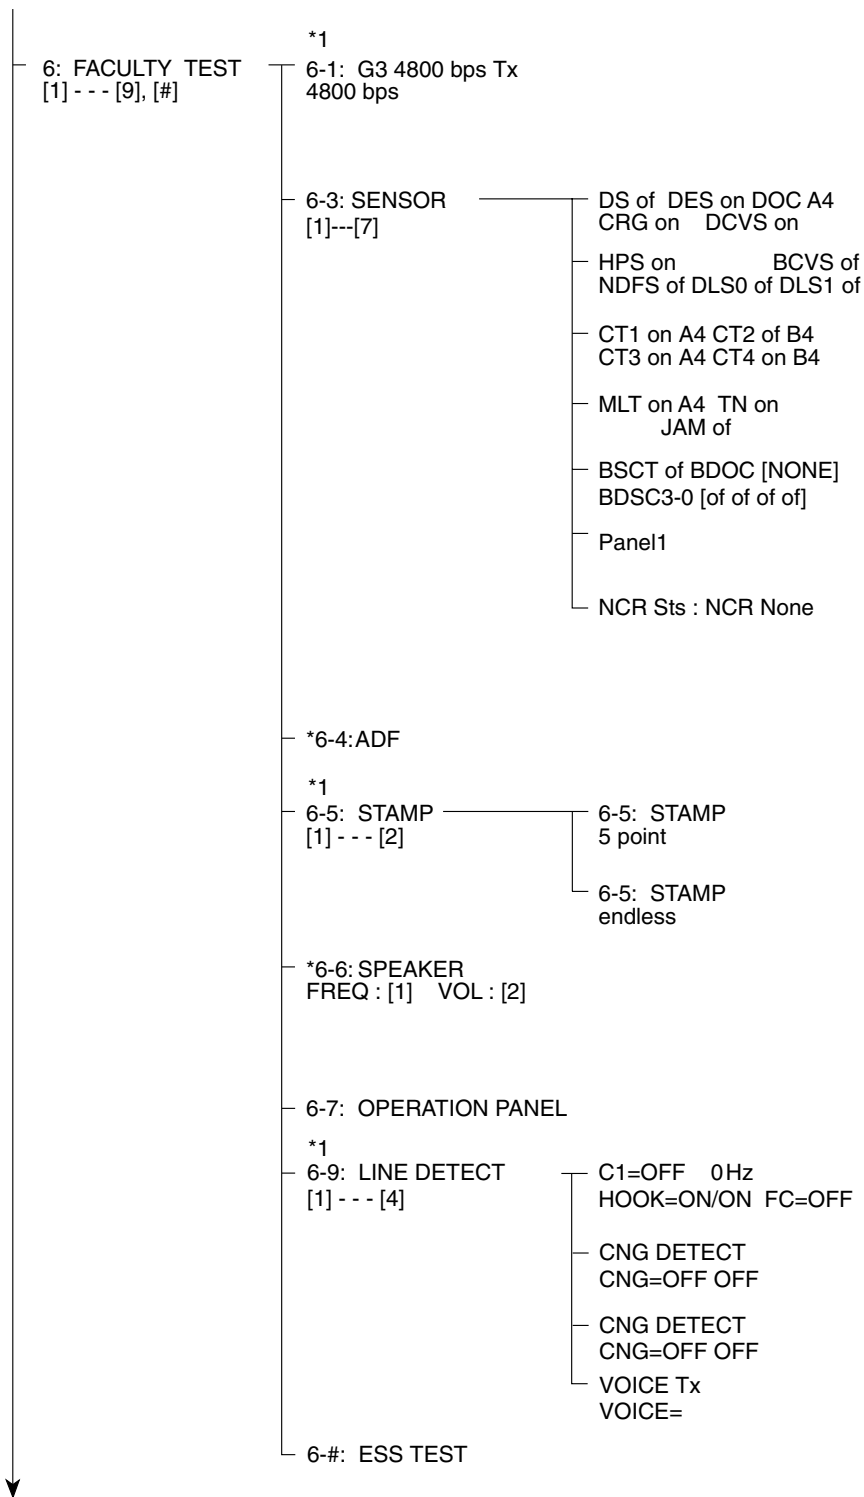 6: FACULTY TEST
[1] - - - [9], [#]
*1
6-1: G3 4800 bps Tx
4800 bps
6-3: SENSOR
[1]---[7]
DS of DES on DOC A4
CRG on DCVS on
HPS on BCVS of
NDFS of DLS0 of DLS1 of
CT1 on A4 CT2 of B4
CT3 on A4 CT4 on B4
MLT on A4 TN on
JAM of
BSCT of BDOC [NONE]
BDSC3-0 [of of of of]
Panel1
NCR Sts : NCR None
*6-4:ADF
*1
6-5: STAMP
[1] - - - [2]
6-5: STAMP
5 point
6-5: STAMP
endless
*6-6: SPEAKER
FREQ : [1] VOL : [2]
6-7: OPERATION PANEL
*1
6-9: LINE DETECT
[1] - - - [4]
C1=OFF 0Hz
HOOK=ON/ON FC=OFF
CNG DETECT
CNG=OFF OFF
CNG DETECT
CNG=OFF OFF
VOICE Tx
VOICE=
6-#: ESS TEST